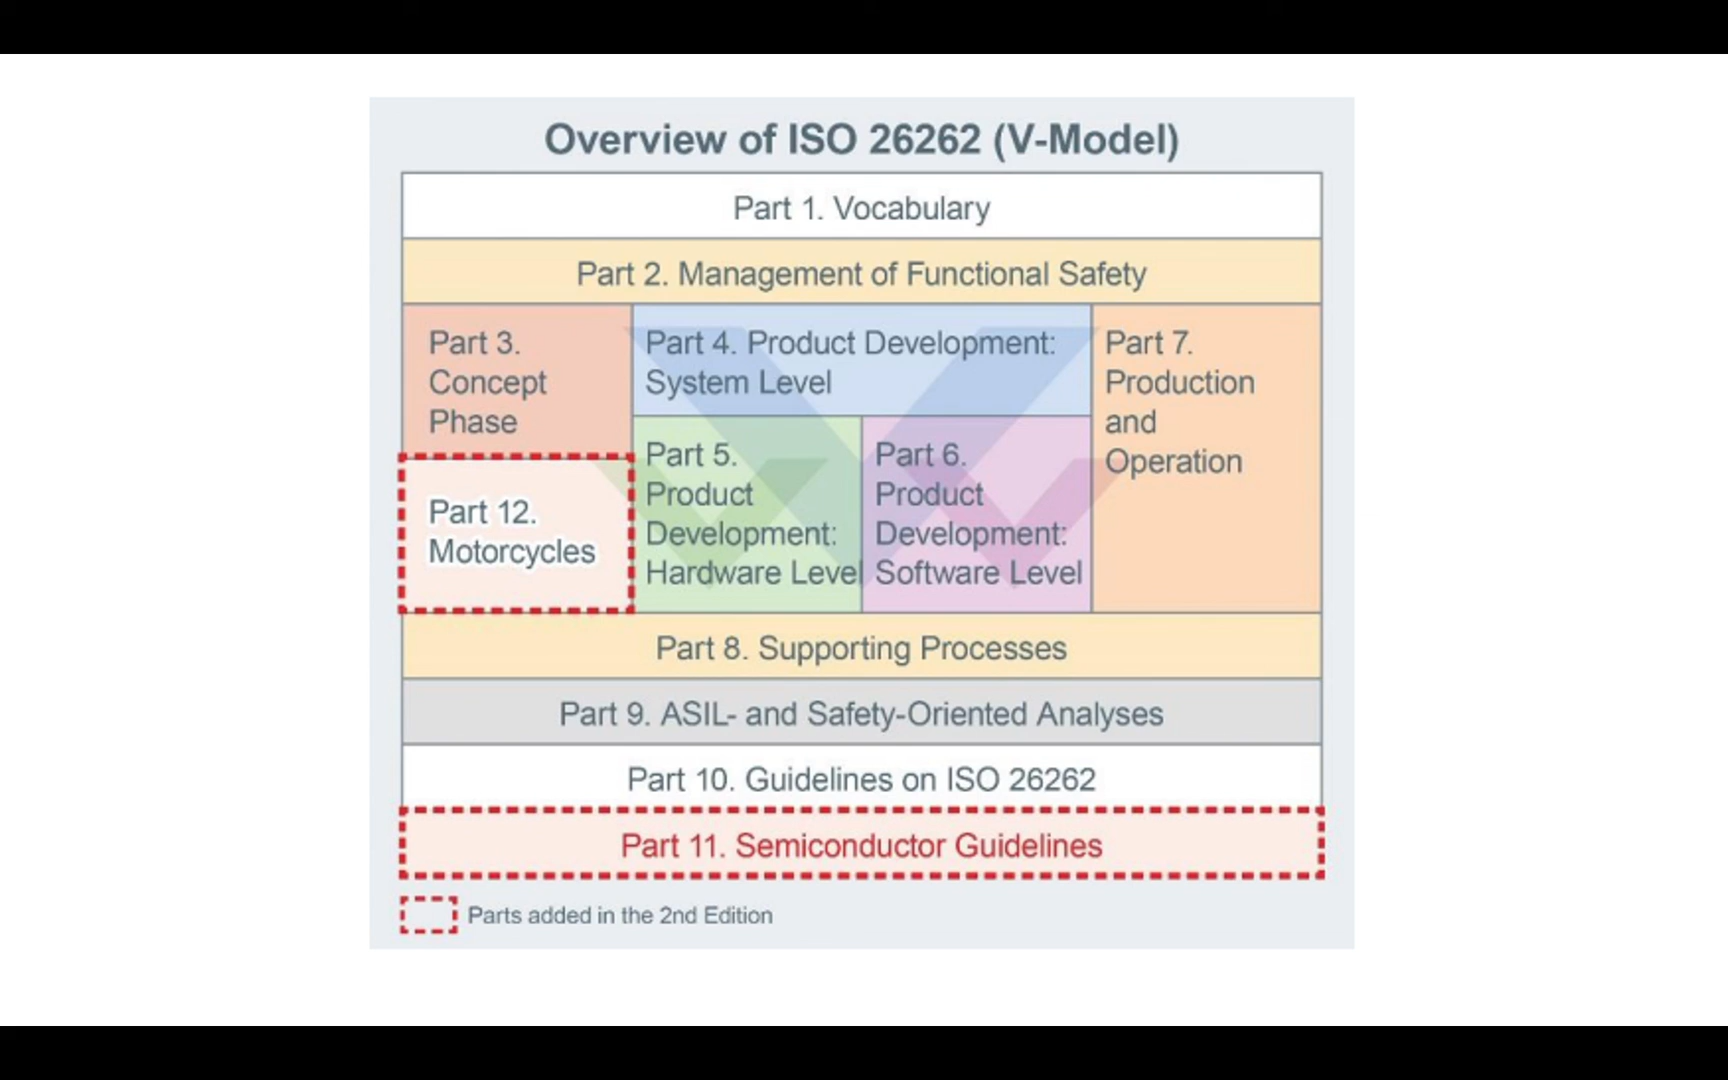 Overview of ISO 26262 (V-Model)
Part 1. Vocabulary
Part 2. Management of Functional Safety
Part 3.
Concept
Phase
Part 12.
Motorcycles
Part 4. Product Development:
System Level
Part 5.
Product
Development:
Hardware Level
Part 6.
Product
Development:
Software Level
Part 7.
Production
and
Operation
Part 8. Supporting Processes
Part 9. ASIL- and Safety-Oriented Analyses
Part 10. Guidelines on ISO 26262
Part 11. Semiconductor Guidelines
Parts added in the 2nd Edition